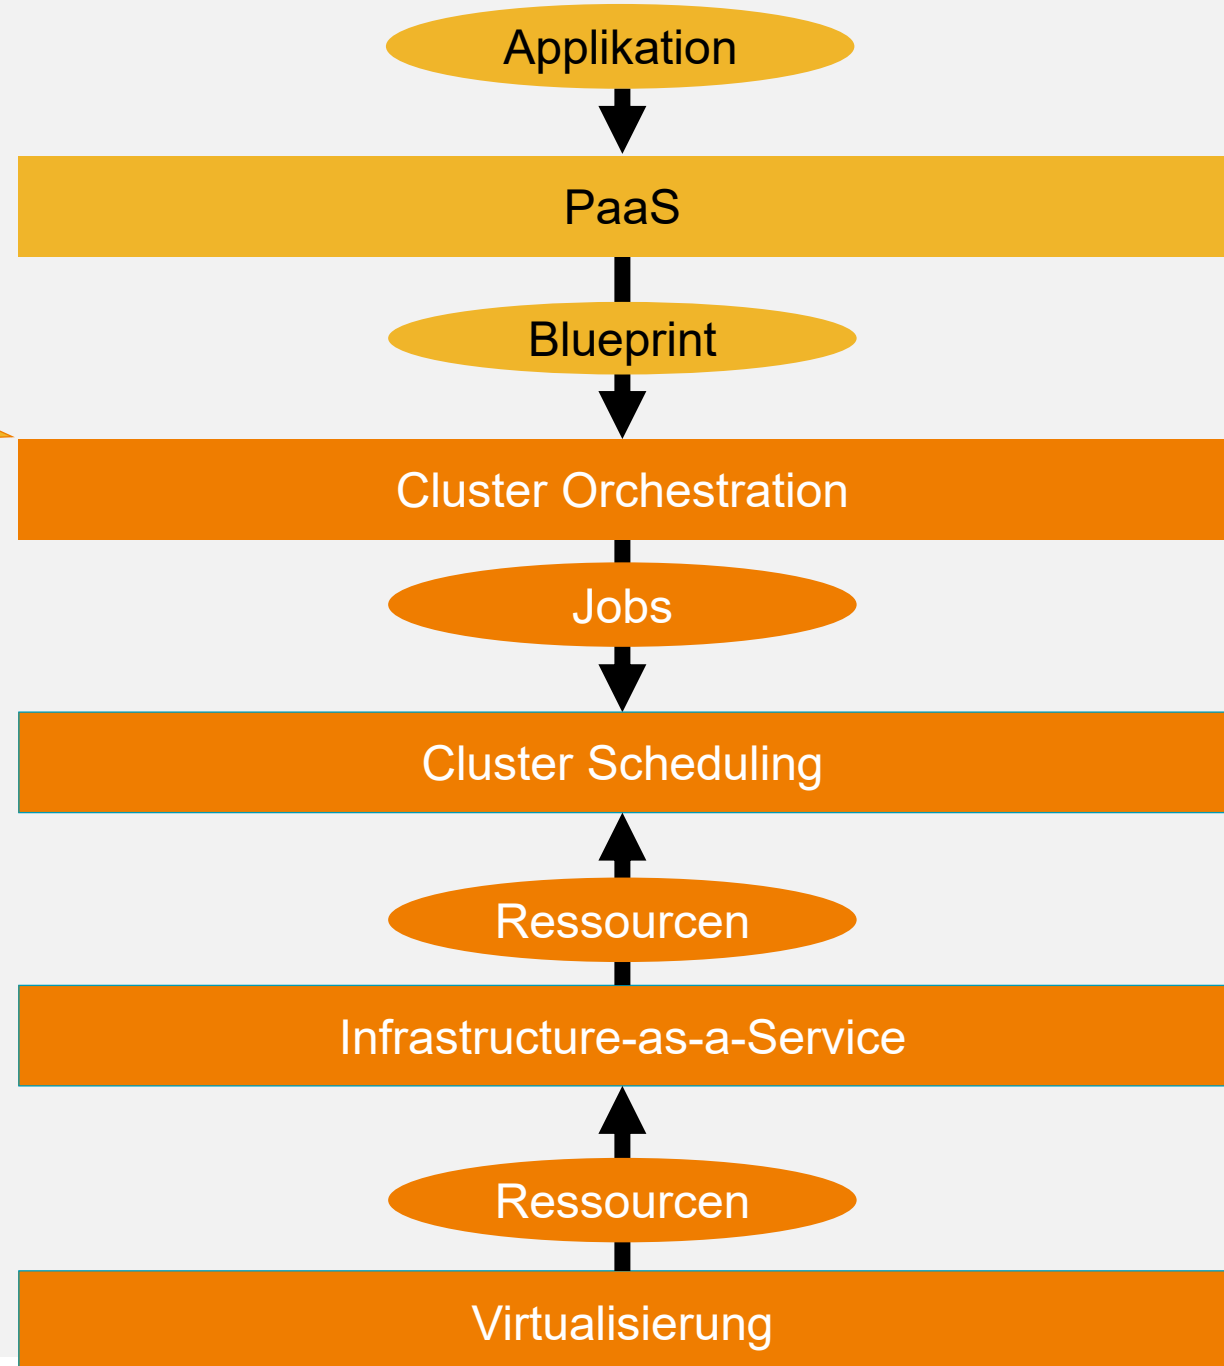 Applikation
PaaS
Blueprint
Cluster Orchestration
Jobs
Cluster Scheduling
Ressourcen
Infrastructure-as-a-Service
Ressourcen
Virtualisierung